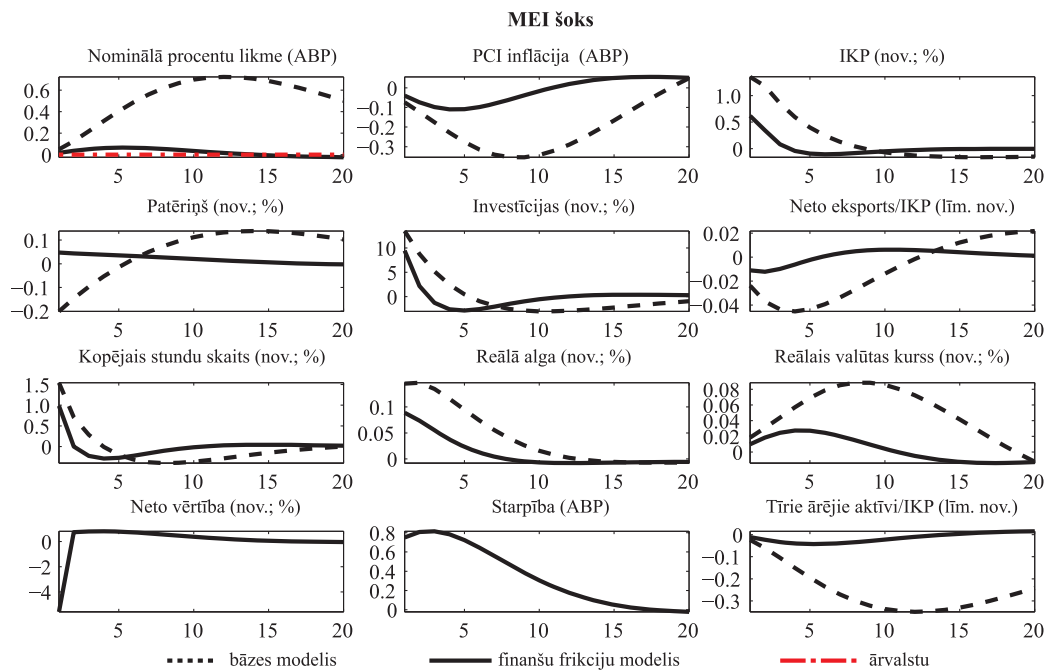 MEI šoks
Nominālā procentu likme (ABP)
0.6
0.4
0.2
0
5 10 15 20
PCI inflācija (ABP)
0
−0.1
−0.2
−0.3
5 10 15 20
IKP (nov.; %)
1.0
0.5
0
5 10 15 20
Patēriņš (nov.; %)
0.1
0
−0.1
−0.2
5 10 15 20
Investīcijas (nov.; %)
10
5
0
5 10 15 20
Neto eksports/IKP (līm. nov.)
0.02
0
−0.02
−0.04
5 10 15 20
Kopējais stundu skaits (nov.; %)
1.5
1.0
0.5
0
5 10 15 20
Reālā alga (nov.; %)
0.1
0.05
0
5 10 15 20
Reālais valūtas kurss (nov.; %)
0.08
0.06
0.04
0.02
0
5 10 15 20
Neto vērtība (nov.; %)
0
−2
−4
5 10 15 20
Starpība (ABP)
0.8
0.6
0.4
0.2
0
5 10 15 20
Tīrie ārējie aktīvi/IKP (līm. nov.)
0
−0.1
−0.2
−0.3
5 10 15 20
bāzes modelis finanšu frikciju modelis ārvalstu